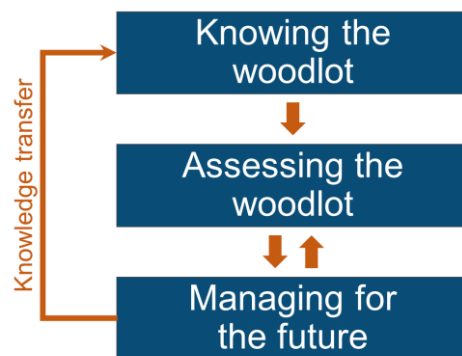 Knowing the
woodlot
Assessing the
woodlot
Managing for
the future
Knowledge transfer